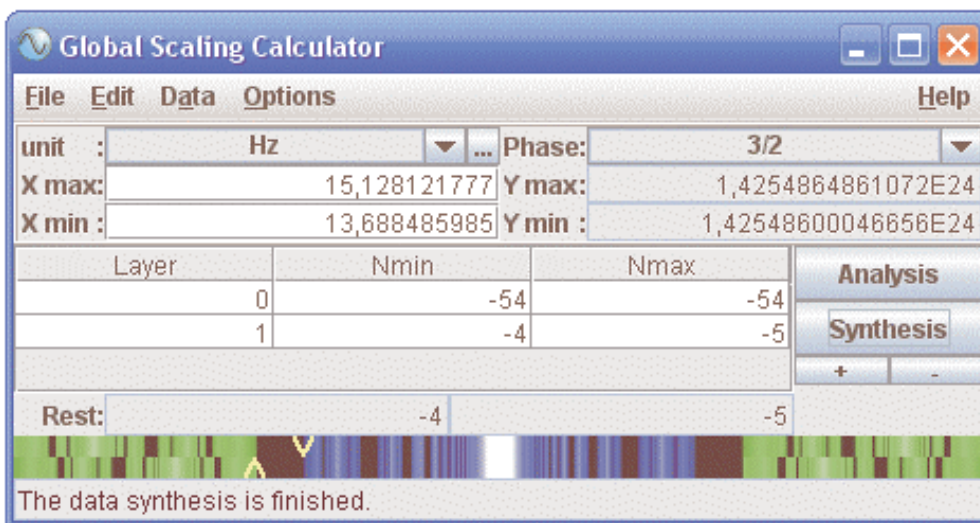 Global Scaling Calculator
File Edit Data Options Help
unit : Hz ... Phase: 3/2
X max: 15,128121777 Y max: 1,4254864861072E24
X min : 13,688485985 Y min : 1,42548600046656E24
Layer Nmin Nmax Analysis
0 -54 -54
1 -4 -5 Synthesis
+ -
Rest: -4 -5
The data synthesis is finished.